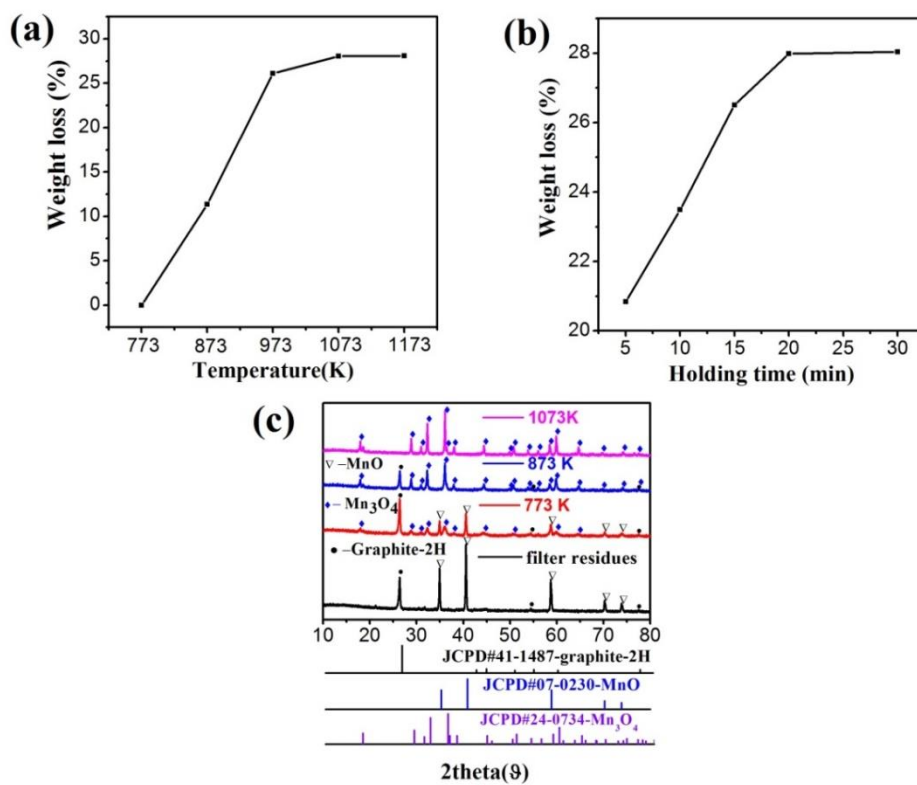 (a)
30
25
20
15
10
5
0
Weight loss (%)
773 873 973 1073 1173
Temperature(K)
(b)
28
26
24
22
20
Weight loss (%)
5 10 15 20 25 30
Holding time (min)
(c)
1073K
▽ –MnO
873 K
♦ – Mn₃O₄
773 K
● –Graphite-2H
filter residues
10 20 30 40 50 60 70 80
JCPD#41-1487-graphite-2H
JCPD#07-0230-MnO
JCPD#24-0734-Mn₃O₄
2theta(θ)